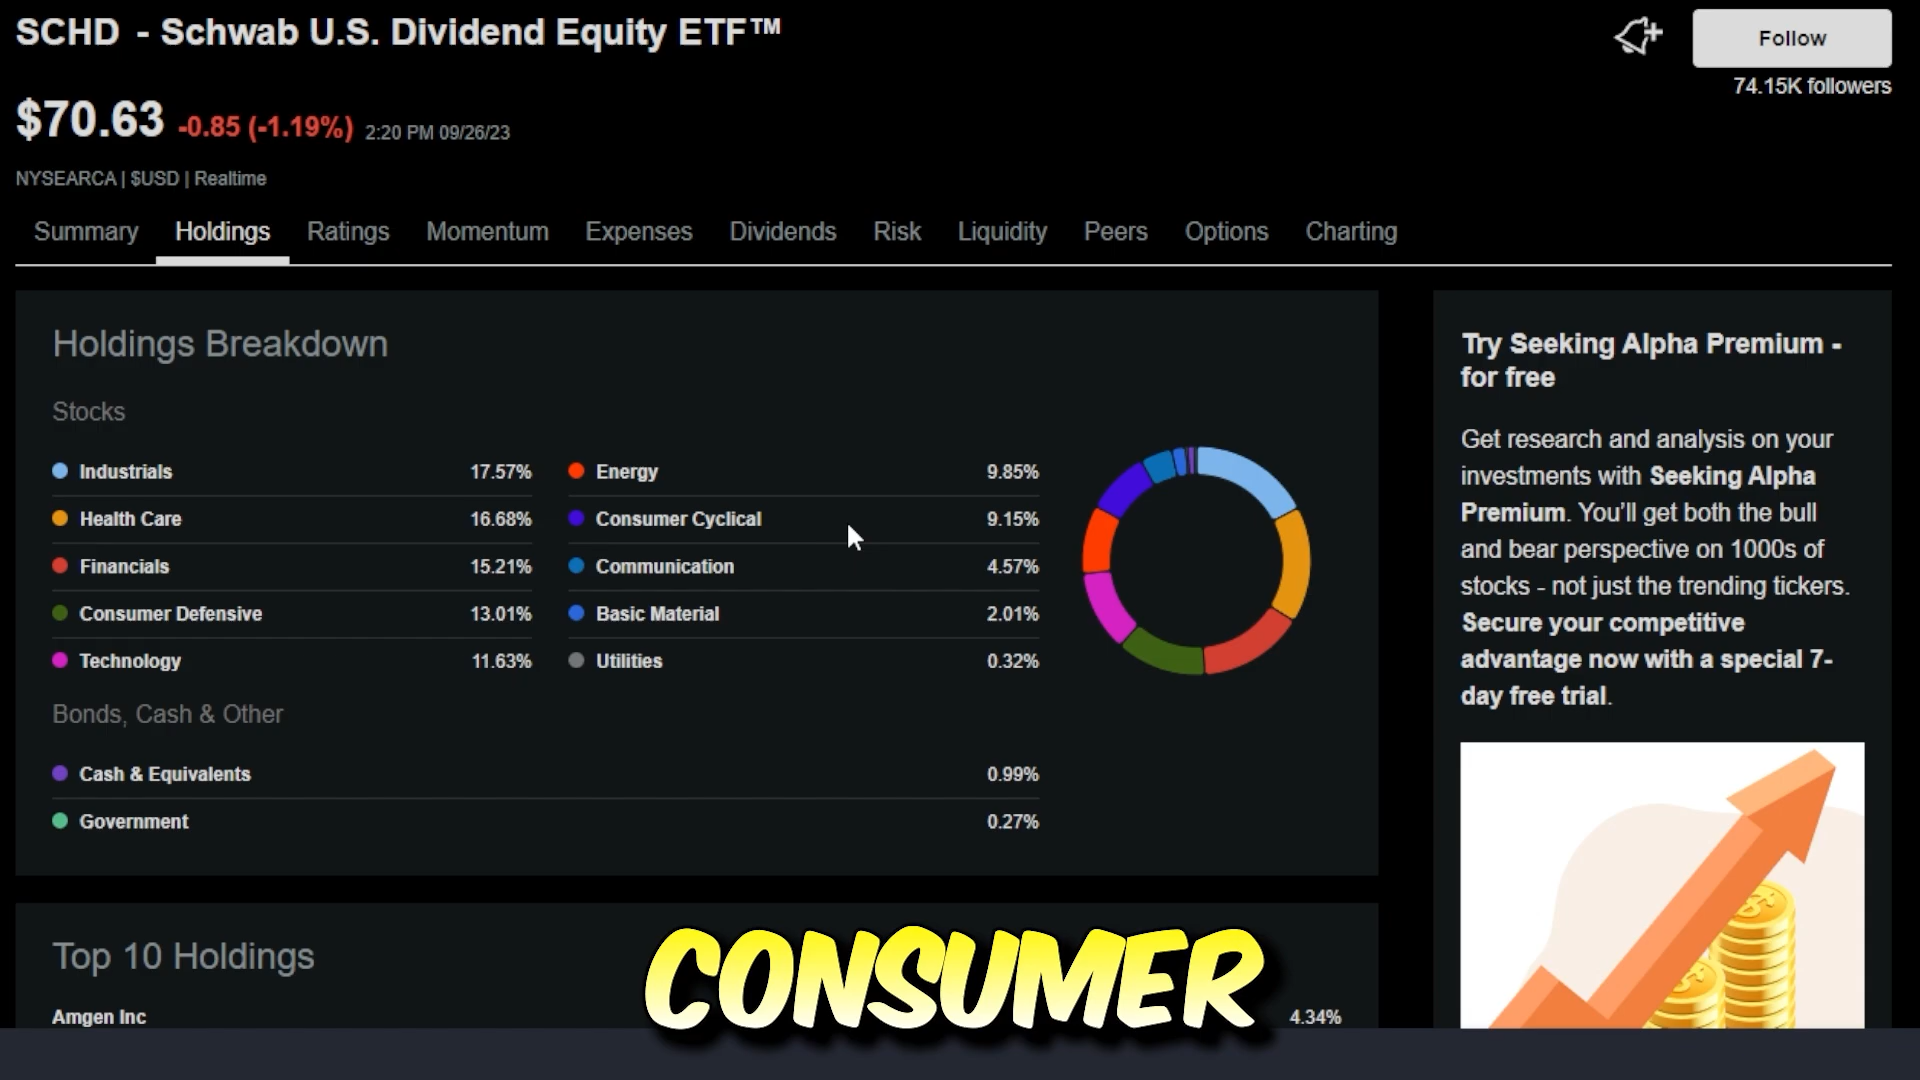 SCHD - Schwab U.S. Dividend Equity ETF™
Follow
74.15K followers
$70.63 -0.85 (-1.19%) 2:20 PM 09/26/23
NYSEARCA | $USD | Realtime
Summary Holdings Ratings Momentum Expenses Dividends Risk Liquidity Peers Options Charting
Holdings Breakdown
Stocks
Industrials 17.57%
Health Care 16.68%
Financials 15.21%
Consumer Defensive 13.01%
Technology 11.63%
Energy 9.85%
Consumer Cyclical 9.15%
Communication 4.57%
Basic Material 2.01%
Utilities 0.32%
Bonds, Cash & Other
Cash & Equivalents 0.99%
Government 0.27%
Top 10 Holdings
Amgen Inc 4.34%
Try Seeking Alpha Premium -
for free
Get research and analysis on your
investments with Seeking Alpha
Premium. You'll get both the bull
and bear perspective on 1000s of
stocks - not just the trending tickers.
Secure your competitive
advantage now with a special 7-
day free trial.
CONSUMER